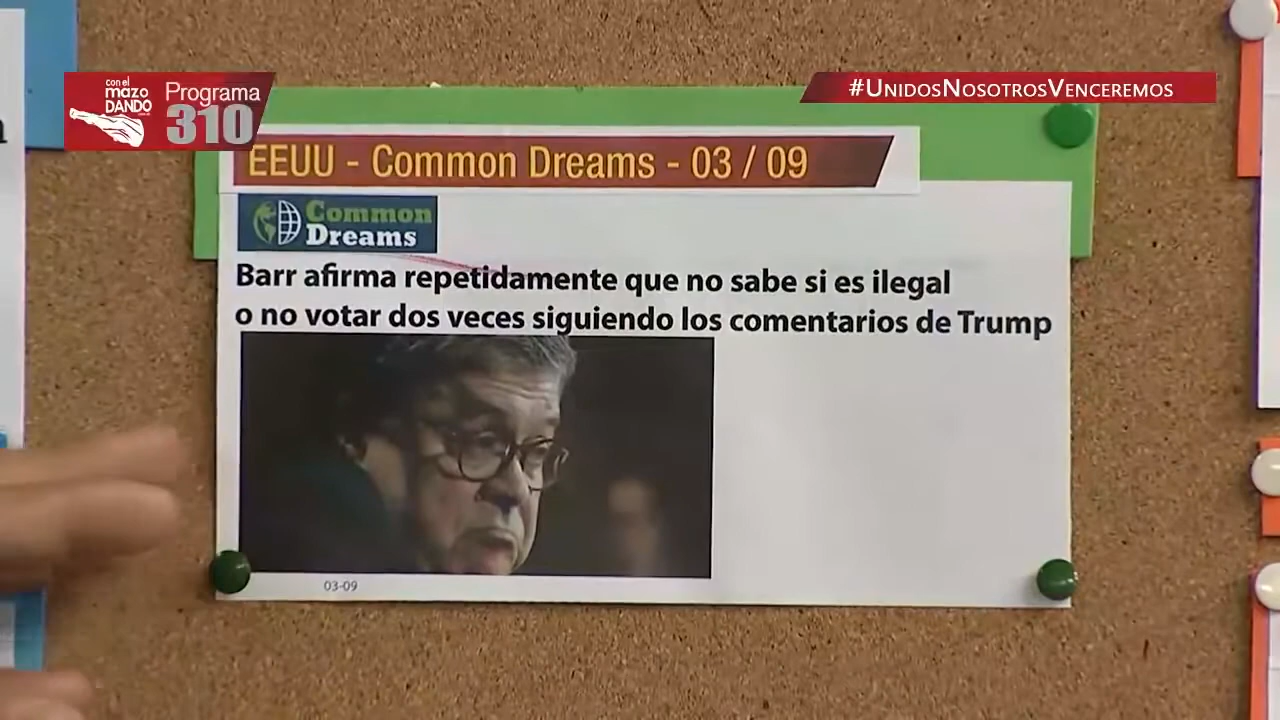 con el
mazo
DANDO
Programa
310
#UNIDOSNOSOTROSVENCEREMOS
EEUU - Common Dreams - 03 / 09
Common
Dreams
Barr afirma repetidamente que no sabe si es ilegal
o no votar dos veces siguiendo los comentarios de Trump
03-09